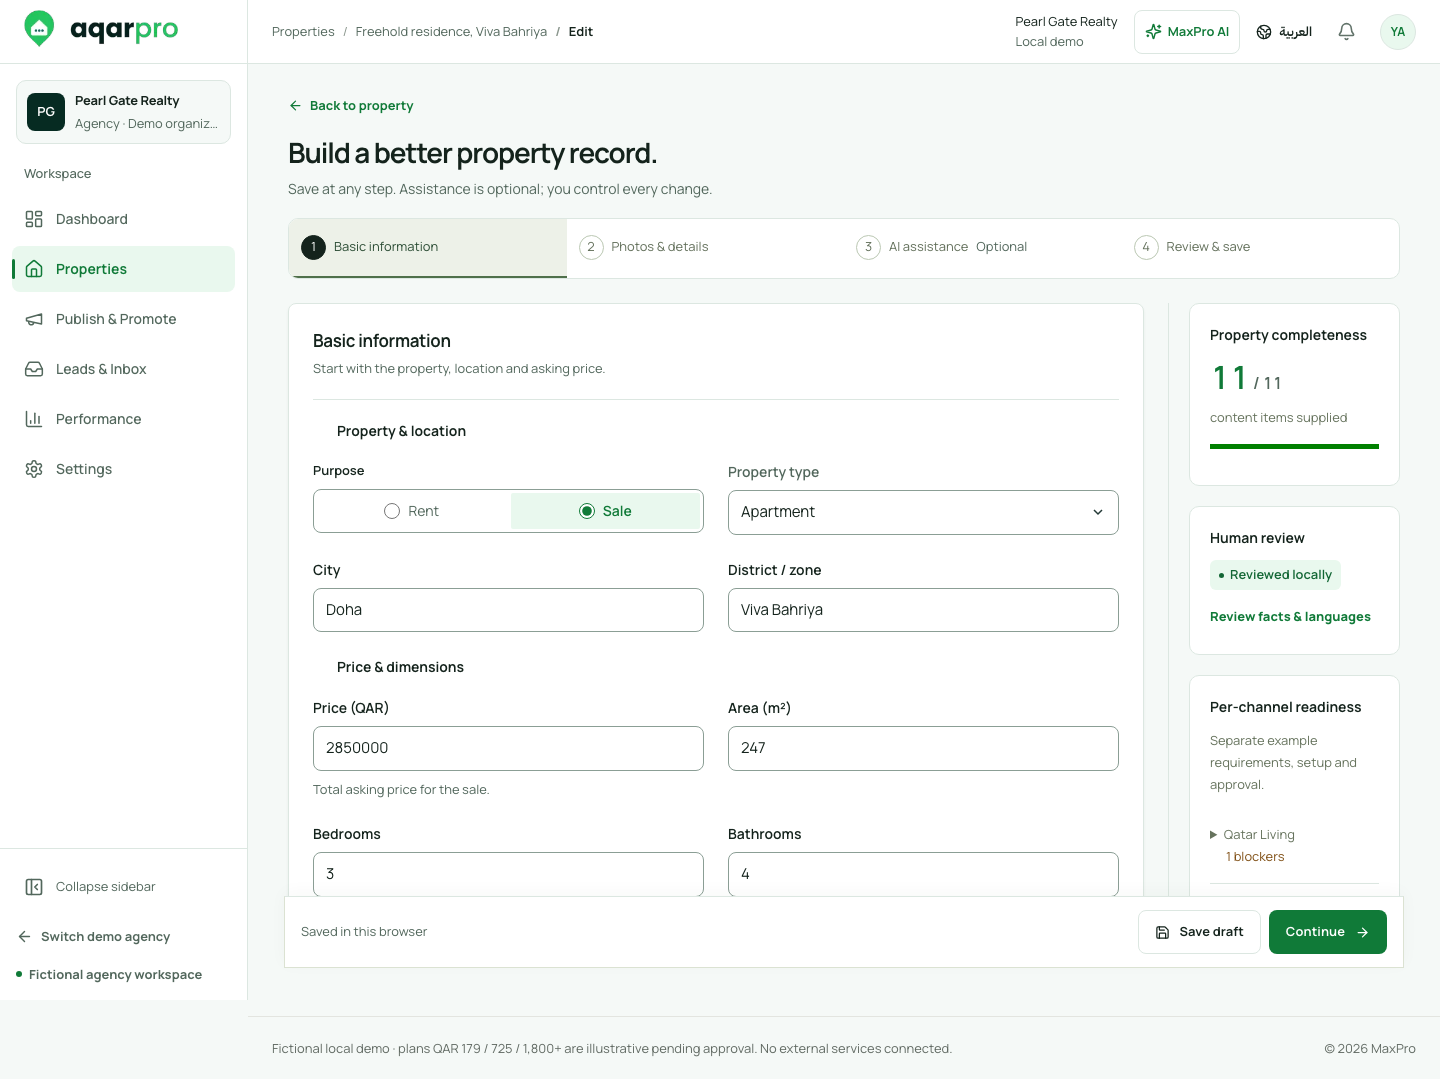 aqarpro
Properties / Freehold residence, Viva Bahriya / Edit
Pearl Gate Realty
Local demo
MaxPro AI
العربية
YA
PG
Pearl Gate Realty
Agency · Demo organiz...
Workspace
Dashboard
Properties
Publish & Promote
Leads & Inbox
Performance
Settings
Collapse sidebar
Switch demo agency
Fictional agency workspace
Back to property
Build a better property record.
Save at any step. Assistance is optional; you control every change.
1 Basic information
2 Photos & details
3 AI assistance Optional
4 Review & save
Basic information
Start with the property, location and asking price.
Property & location
Purpose
Rent
Sale
Property type
Apartment
City
Doha
District / zone
Viva Bahriya
Price & dimensions
Price (QAR)
2850000
Total asking price for the sale.
Area (m²)
247
Bedrooms
3
Bathrooms
4
Property completeness
11 / 11
content items supplied
Human review
Reviewed locally
Review facts & languages
Per-channel readiness
Separate example
requirements, setup and
approval.
Qatar Living
1 blockers
Saved in this browser
Save draft
Continue
Fictional local demo · plans QAR 179 / 725 / 1,800+ are illustrative pending approval. No external services connected.
© 2026 MaxPro